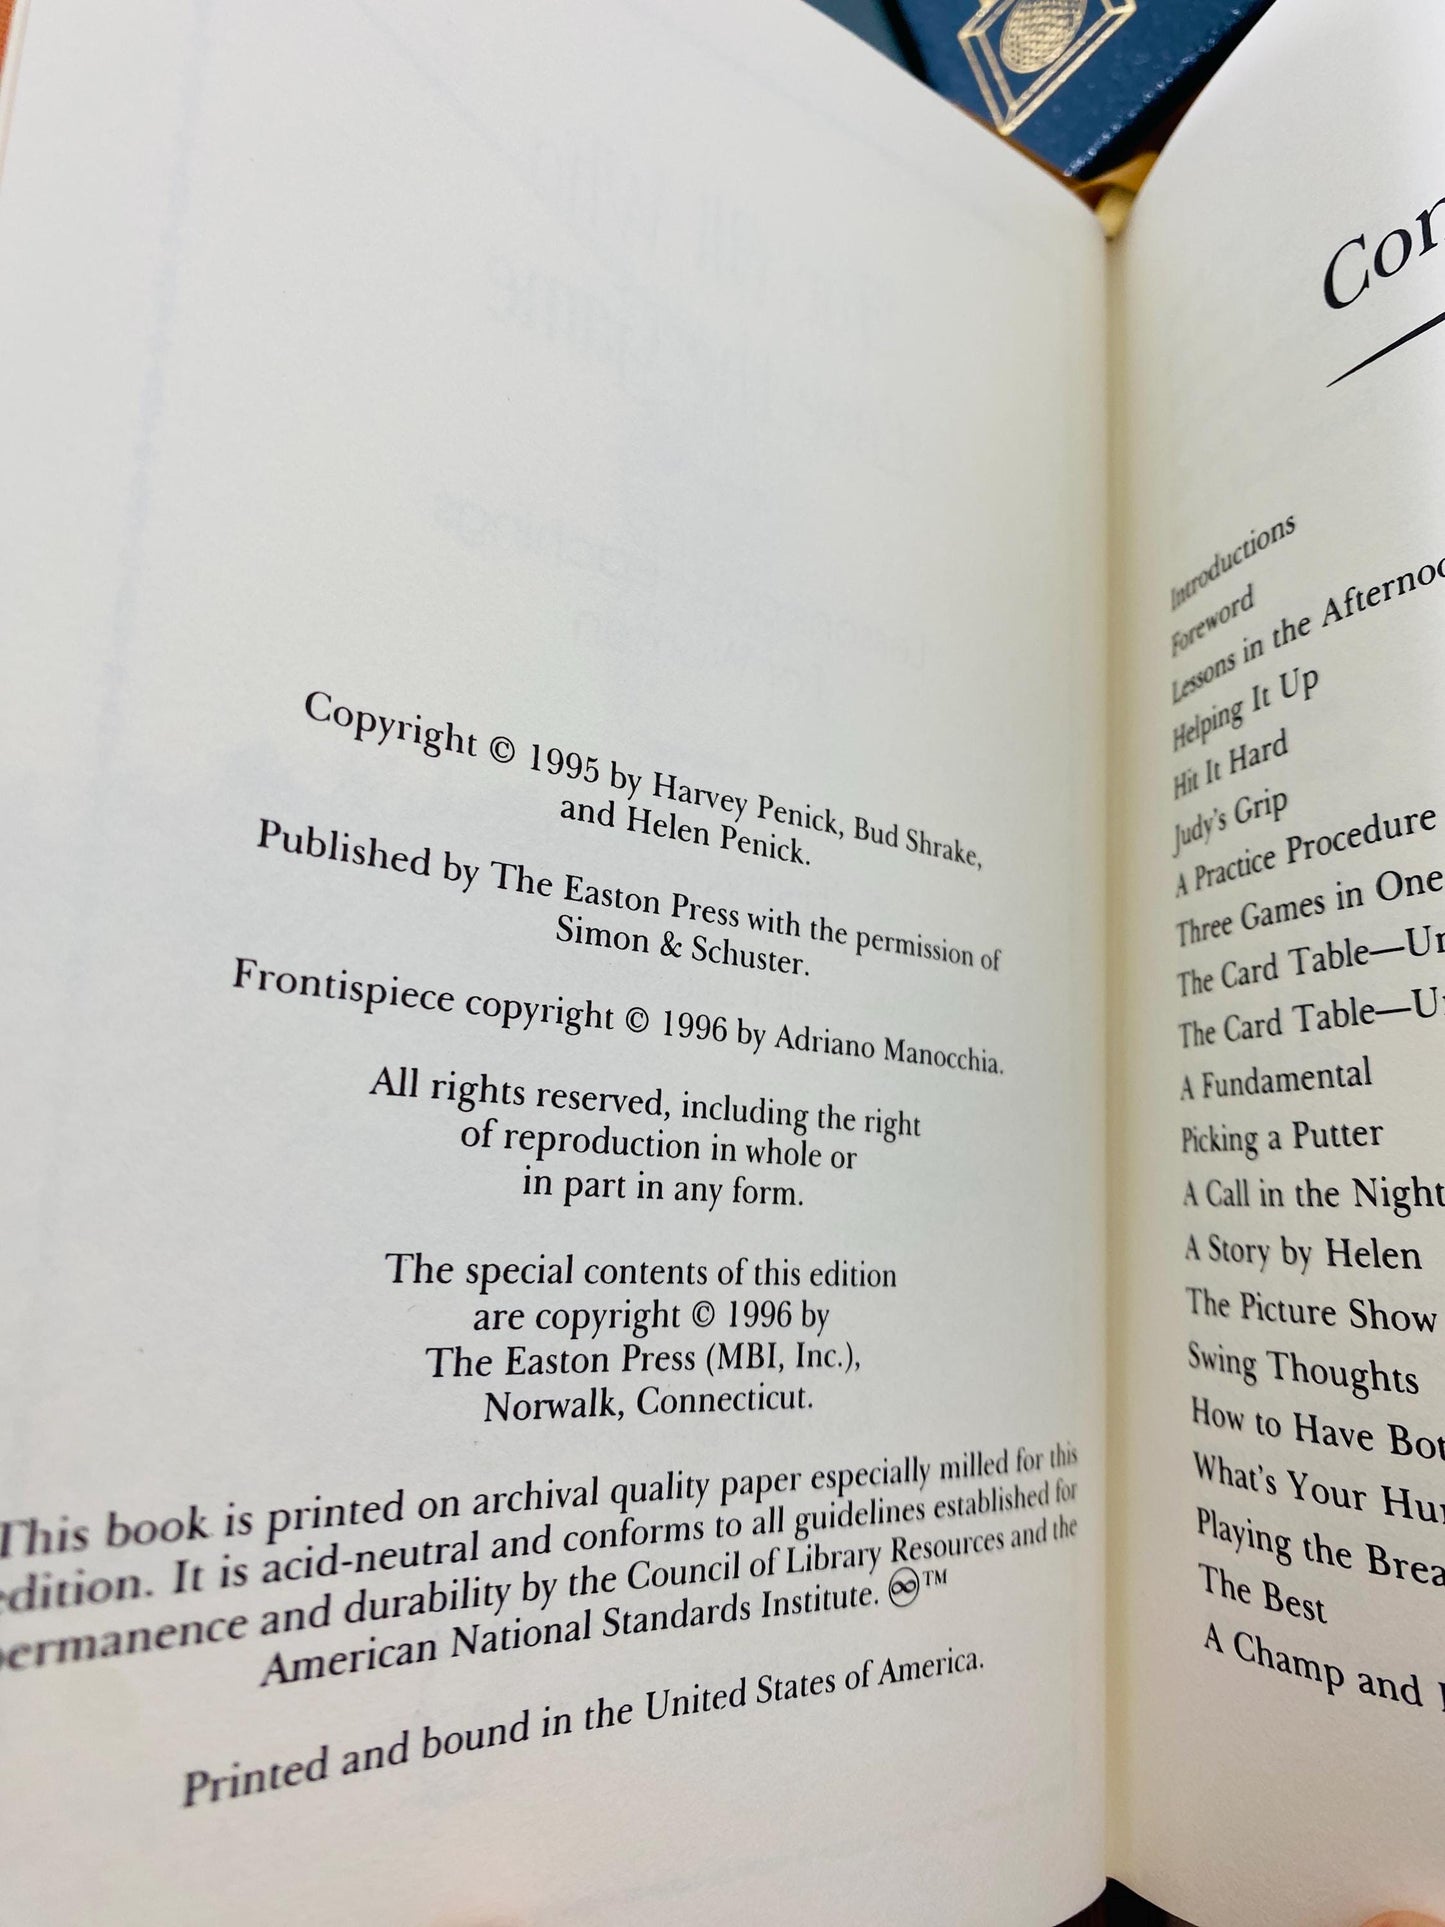 Copyright © 1995 by Harvey Penick, Bud Shrake,
and Helen Penick.
Published by The Easton Press with the permission of
Simon & Schuster.
Frontispiece copyright © 1996 by Adriano Manocchia.
All rights reserved, including the right
of reproduction in whole or
in part in any form.
The special contents of this edition
are copyright © 1996 by
The Easton Press (MBI, Inc.),
Norwalk, Connecticut.
This book is printed on archival quality paper especially milled for this
edition. It is acid-neutral and conforms to all guidelines established for
permanence and durability by the Council of Library Resources and the
American National Standards Institute. ♾™
Printed and bound in the United States of America.
Introductions
Foreword
Lessons in the
Helping It Up
Hit It Hard
Judy's Grip
A Practice Procedure
Three Games in One
The Card Table—
The Card Table—
A Fundamental
Picking a Putter
A Call in the Night
A Story by Helen
The Picture Show
Swing Thoughts
How to Have
What's Your
Playing the
The Best
A Champ and